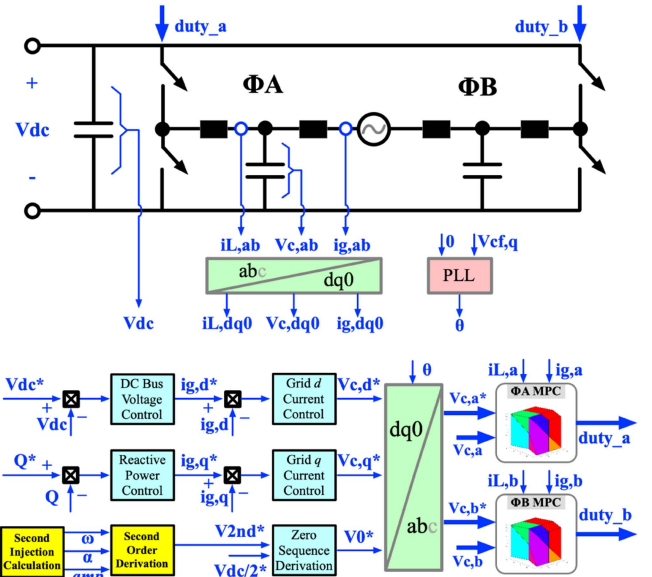 duty_a
duty_b
ΦA
ΦB
+
Vdc
-
iL,ab
Vc,ab
ig,ab
0
Vcf,q
abc
dq0
PLL
Vdc
iL,dq0
Vc,dq0
ig,dq0
θ
Vdc*
+
Vdc
−
DC Bus
Voltage
Control
ig,d*
+
ig,d
−
Grid d
Current
Control
Vc,d*
θ
dq0
abc
iL,a
ig,a
ΦA MPC
Vc,a*
Vc,a
duty_a
Q*
+
Q
−
Reactive
Power
Control
ig,q*
+
ig,q
−
Grid q
Current
Control
Vc,q*
iL,b
ig,b
ΦB MPC
Vc,b*
Vc,b
duty_b
Second
Injection
Calculation
ω
α
amp
Second
Order
Derivation
V2nd*
Vdc/2*
Zero
Sequence
Derivation
V0*